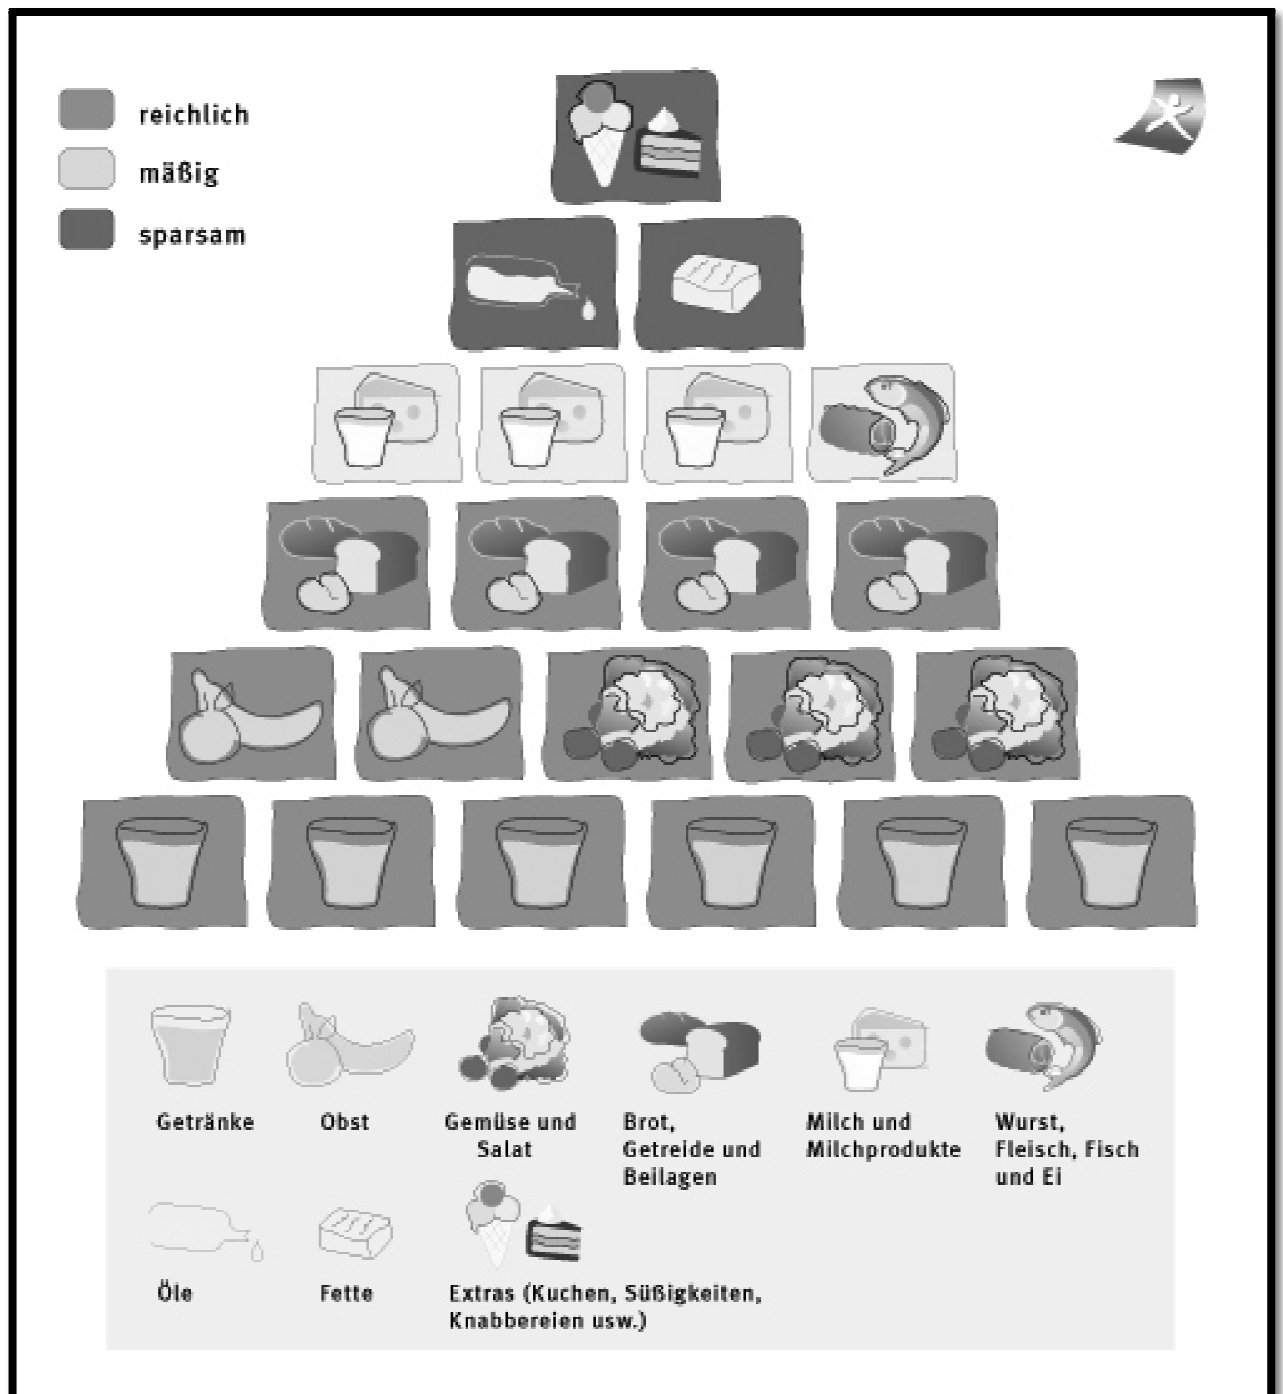 reichlich
mäßig
sparsam
Getränke
Obst
Gemüse und
Salat
Brot,
Getreide und
Beilagen
Milch und
Milchprodukte
Wurst,
Fleisch, Fisch
und Ei
Öle
Fette
Extras (Kuchen, Süßigkeiten,
Knabbereien usw.)